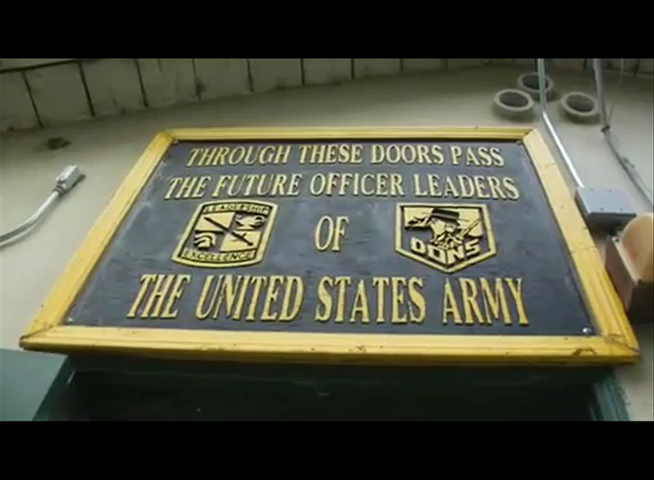 THROUGH THESE DOORS PASS
THE FUTURE OFFICER LEADERS
LEADERSHIP
EXCELLENCE
OF
DONS
THE UNITED STATES ARMY